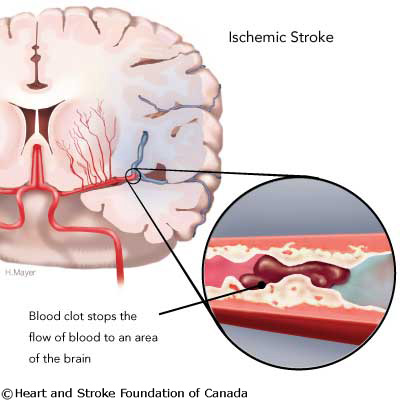 Ischemic Stroke
H.Mayer
Blood clot stops the
flow of blood to an area
of the brain
© Heart and Stroke Foundation of Canada